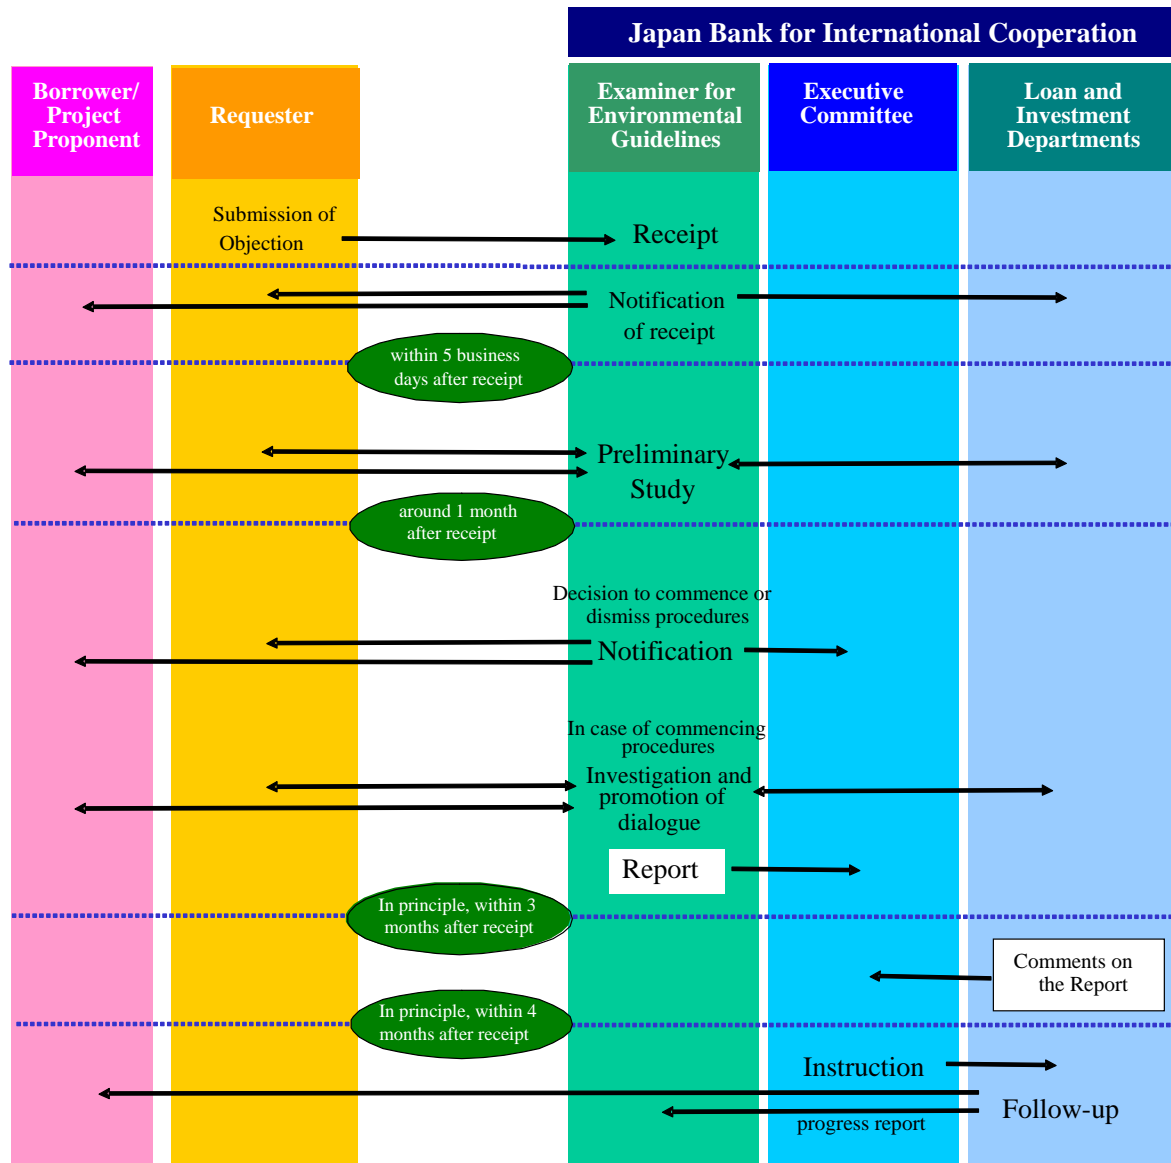 Japan Bank for International Cooperation
Borrower/
Project
Proponent
Requester
Examiner for
Environmental
Guidelines
Executive
Committee
Loan and
Investment
Departments
Submission of
Objection
Receipt
Notification
of receipt
within 5 business
days after receipt
Preliminary
Study
around 1 month
after receipt
Decision to commence or
dismiss procedures
Notification
In case of commencing
procedures
Investigation and
promotion of
dialogue
Report
In principle, within 3
months after receipt
Comments on
the Report
In principle, within 4
months after receipt
Instruction
Follow-up
progress report